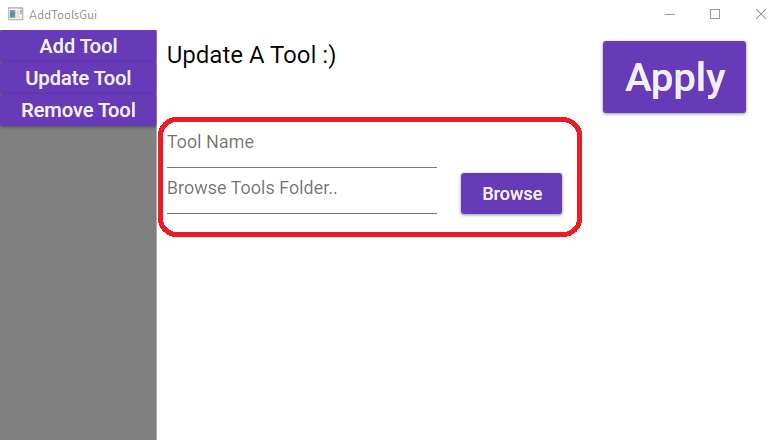 AddToolsGui
Add Tool
Update Tool
Remove Tool
Update A Tool :)
Apply
Tool Name
Browse Tools Folder..
Browse